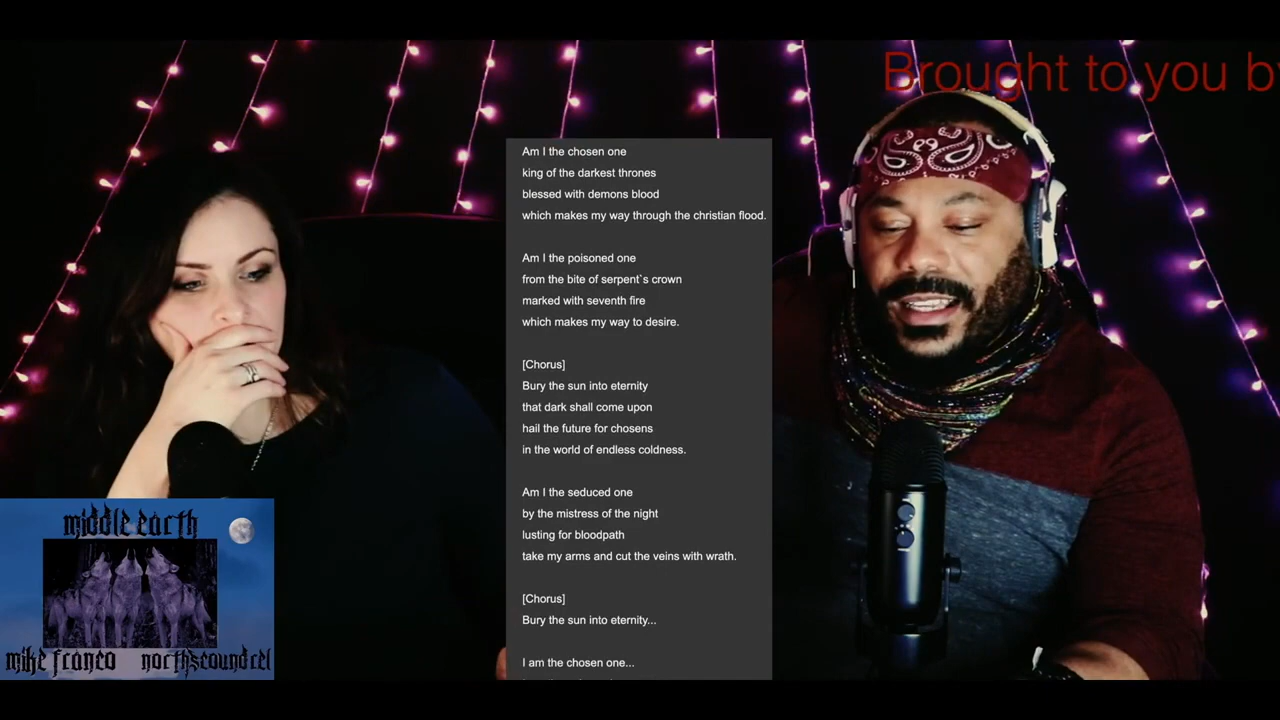 Brought to you by
Am I the chosen one
king of the darkest thrones
blessed with demons blood
which makes my way through the christian flood.
Am I the poisoned one
from the bite of serpent`s crown
marked with seventh fire
which makes my way to desire.
[Chorus]
Bury the sun into eternity
that dark shall come upon
hail the future for chosens
in the world of endless coldness.
Am I the seduced one
by the mistress of the night
lusting for bloodpath
take my arms and cut the veins with wrath.
[Chorus]
Bury the sun into eternity...
I am the chosen one...
middle earth
mike franco northscoundrel